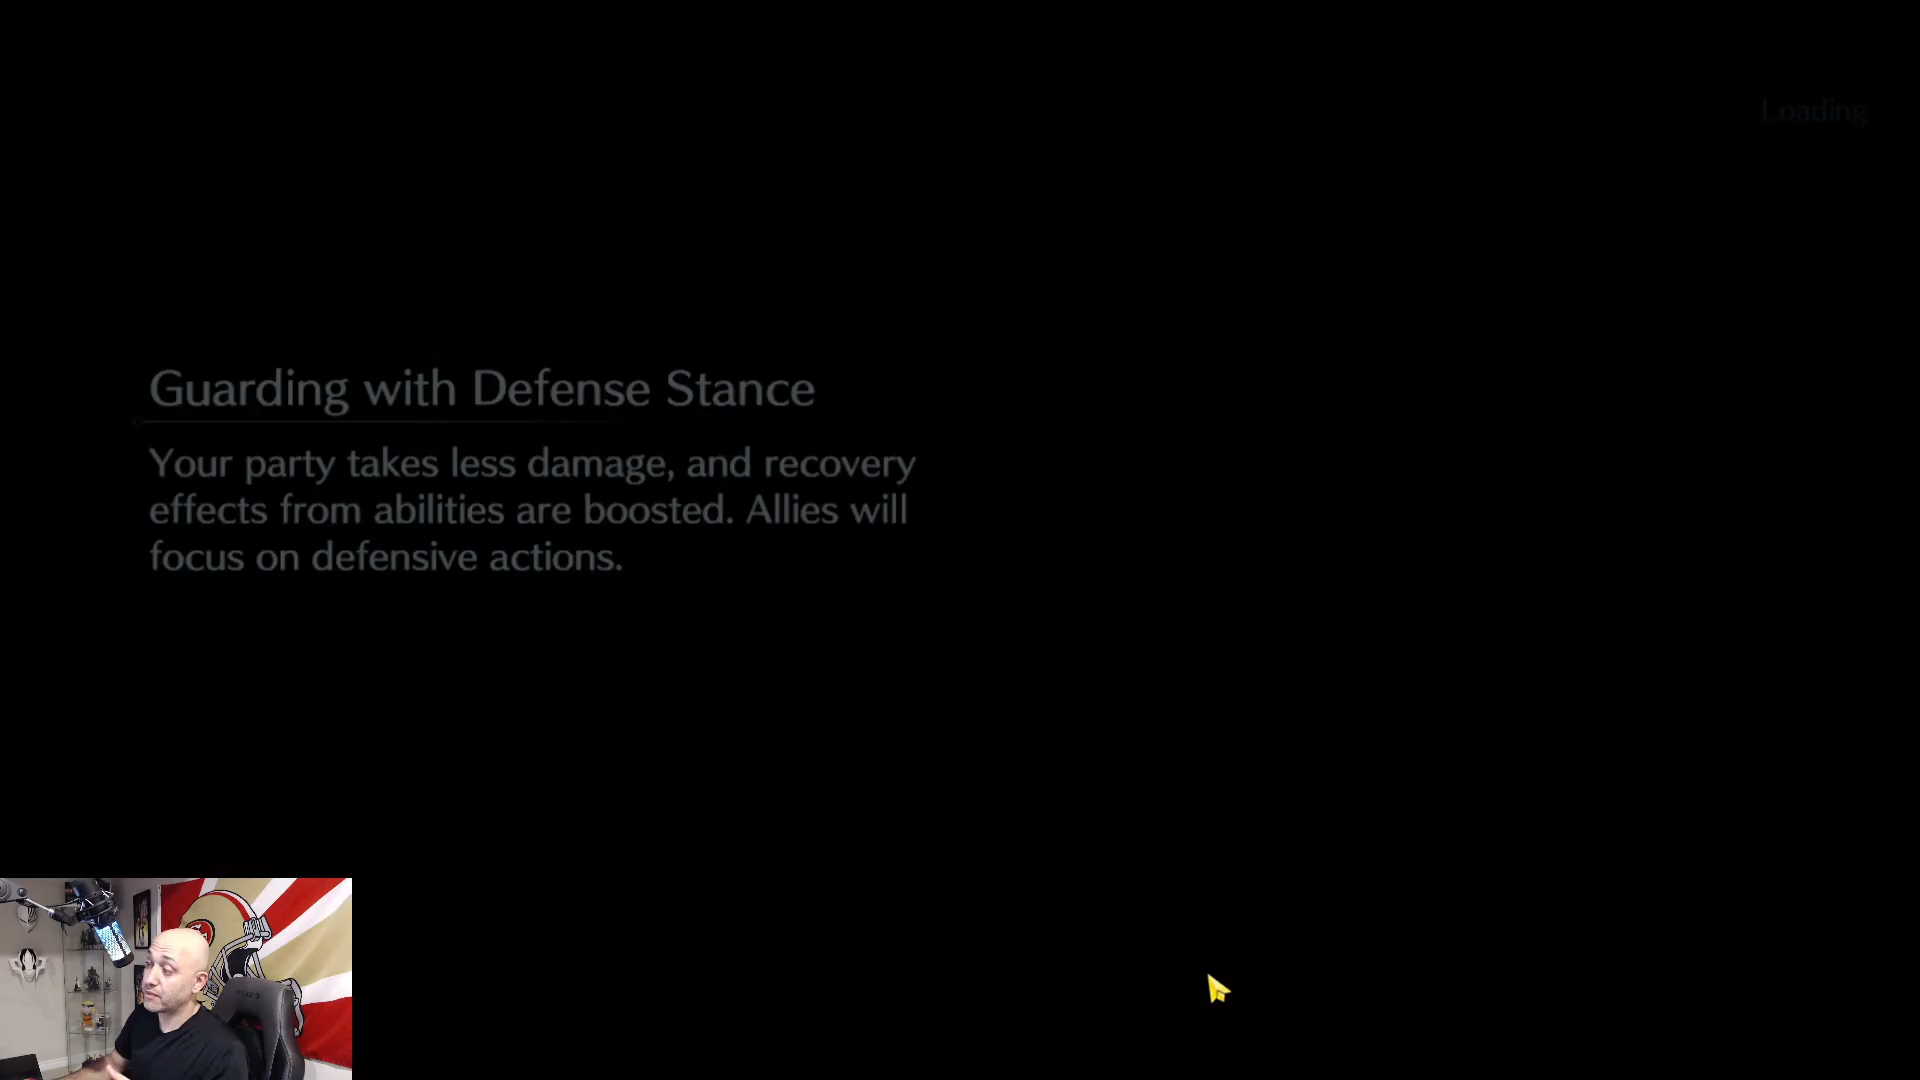 Loading
Guarding with Defense Stance
Your party takes less damage, and recovery
effects from abilities are boosted. Allies will
focus on defensive actions.